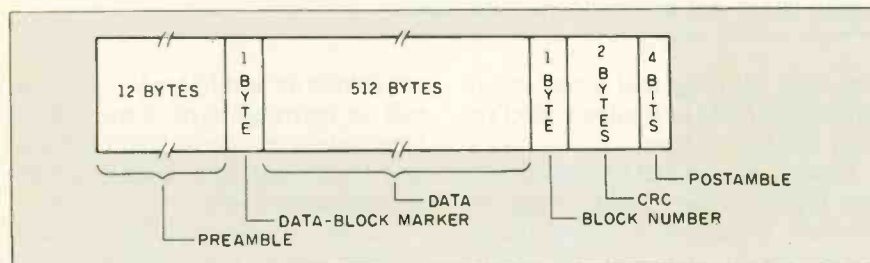 12 BYTES
1 BYTE
512 BYTES
1 BYTE
2 BYTES
4 BITS
POSTAMBLE
DATA
CRC
DATA-BLOCK MARKER
BLOCK NUMBER
PREAMBLE